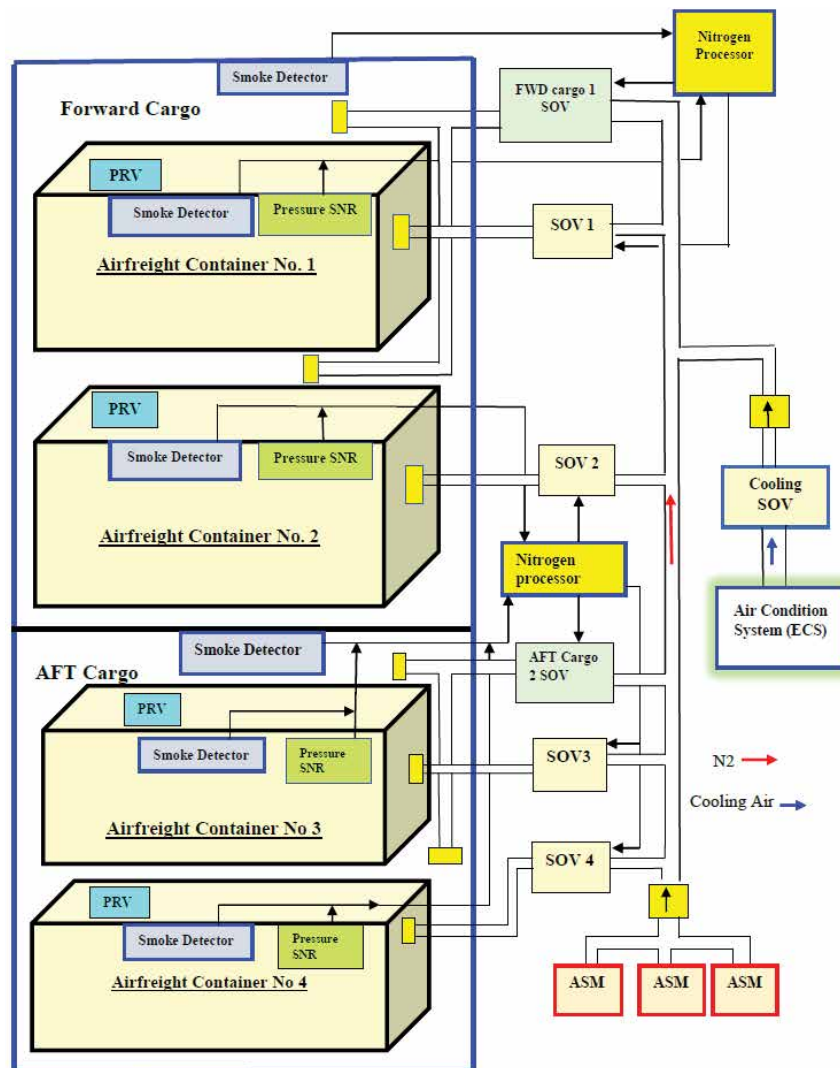 Smoke Detector
Nitrogen
Processor
Forward Cargo
FWD cargo 1
SOV
PRV
Smoke Detector
Pressure SNR
SOV 1
Airfreight Container No. 1
PRV
Smoke Detector
Pressure SNR
SOV 2
Cooling
SOV
Airfreight Container No. 2
Nitrogen
processor
Air Condition
System (ECS)
Smoke Detector
AFT Cargo
AFT Cargo
2 SOV
PRV
Smoke Detector
Pressure
SNR
SOV3
N2
Cooling Air
Airfreight Container No 3
SOV 4
PRV
Smoke Detector
Pressure
SNR
Airfreight Container No 4
ASM
ASM
ASM